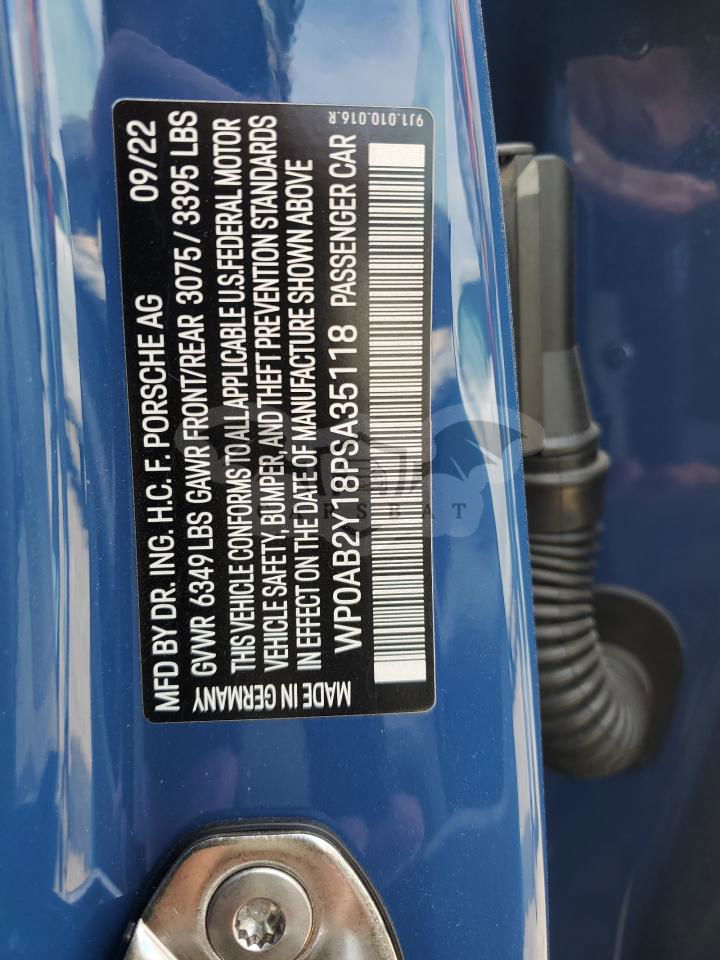 MFD BY DR. ING. H.C. F. PORSCHE AG 09/22
GVWR 6349 LBS GAWR FRONT/REAR 3075 / 3395 LBS
THIS VEHICLE CONFORMS TO ALL APPLICABLE U.S. FEDERAL MOTOR
VEHICLE SAFETY, BUMPER, AND THEFT PREVENTION STANDARDS
IN EFFECT ON THE DATE OF MANUFACTURE SHOWN ABOVE
MADE IN GERMANY WP0AB2Y18PSA35118 PASSENGER CAR
9J1.010.016.R
CARSBAT